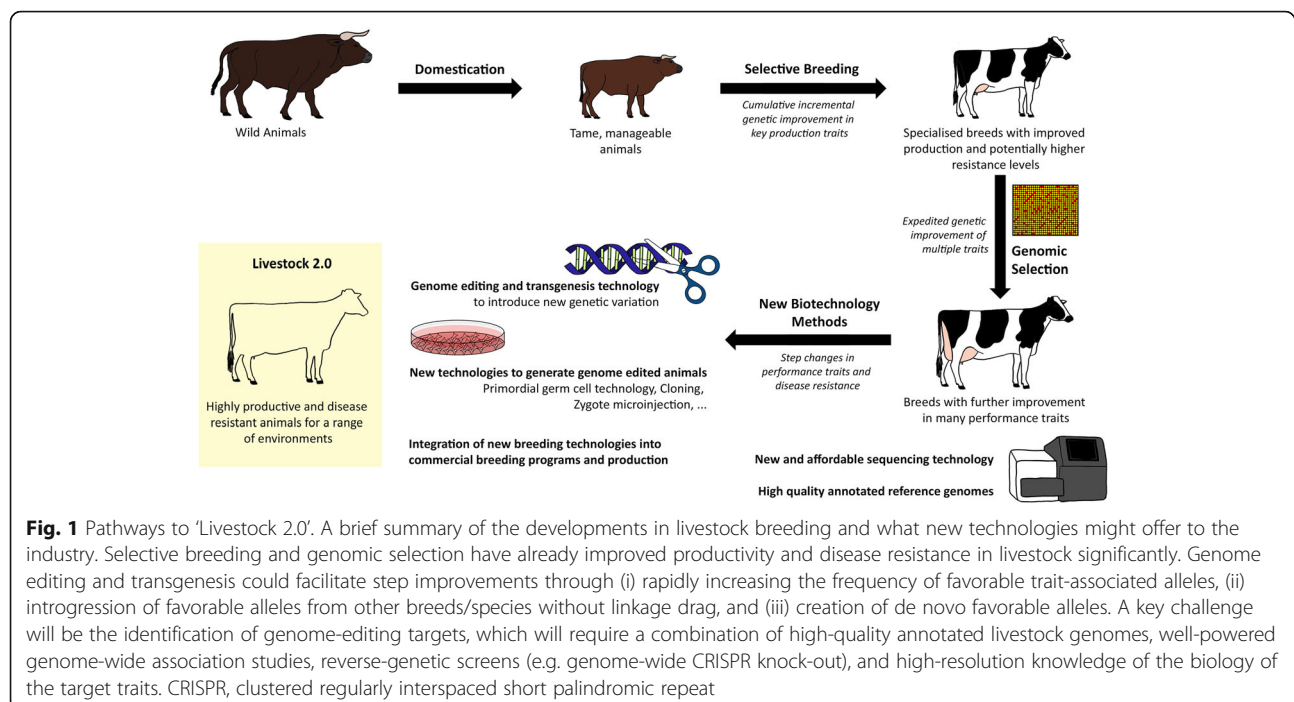 Wild Animals
Domestication
Tame, manageable
animals
Selective Breeding
Cumulative incremental
genetic improvement in
key production traits
Specialised breeds with improved
production and potentially higher
resistance levels
Expedited genetic
improvement of
multiple traits
Genomic
Selection
Breeds with further improvement
in many performance traits
New Biotechnology
Methods
Step changes in
performance traits and
disease resistance
New and affordable sequencing technology
High quality annotated reference genomes
Genome editing and transgenesis technology
to introduce new genetic variation
New technologies to generate genome edited animals
Primordial germ cell technology, Cloning,
Zygote microinjection, ...
Integration of new breeding technologies into
commercial breeding programs and production
Livestock 2.0
Highly productive and disease
resistant animals for a range
of environments
Fig. 1 Pathways to ‘Livestock 2.0’. A brief summary of the developments in livestock breeding and what new technologies might offer to the
industry. Selective breeding and genomic selection have already improved productivity and disease resistance in livestock significantly. Genome
editing and transgenesis could facilitate step improvements through (i) rapidly increasing the frequency of favorable trait-associated alleles, (ii)
introgression of favorable alleles from other breeds/species without linkage drag, and (iii) creation of de novo favorable alleles. A key challenge
will be the identification of genome-editing targets, which will require a combination of high-quality annotated livestock genomes, well-powered
genome-wide association studies, reverse-genetic screens (e.g. genome-wide CRISPR knock-out), and high-resolution knowledge of the biology of
the target traits. CRISPR, clustered regularly interspaced short palindromic repeat